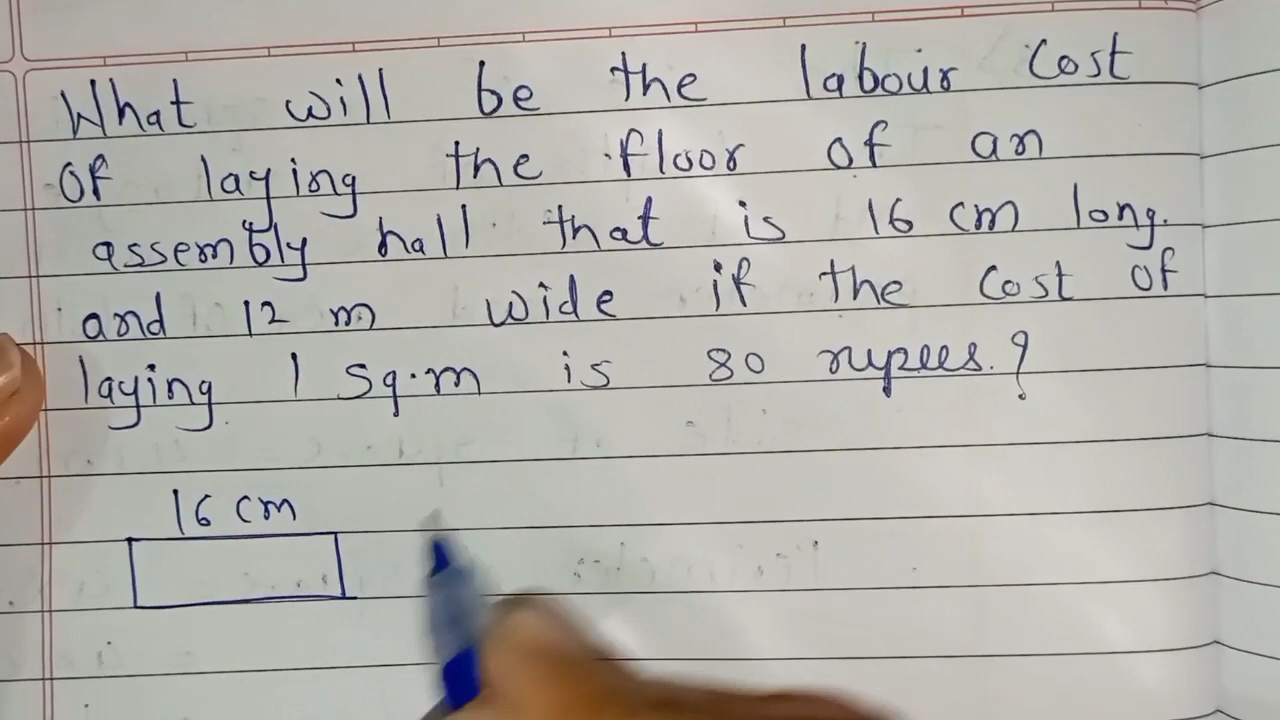 What will be the labour cost
of laying the floor of an
assembly hall that is 16 cm long.
and 12 m wide if the cost of
laying 1 sq.m is 80 rupees.?
16 cm